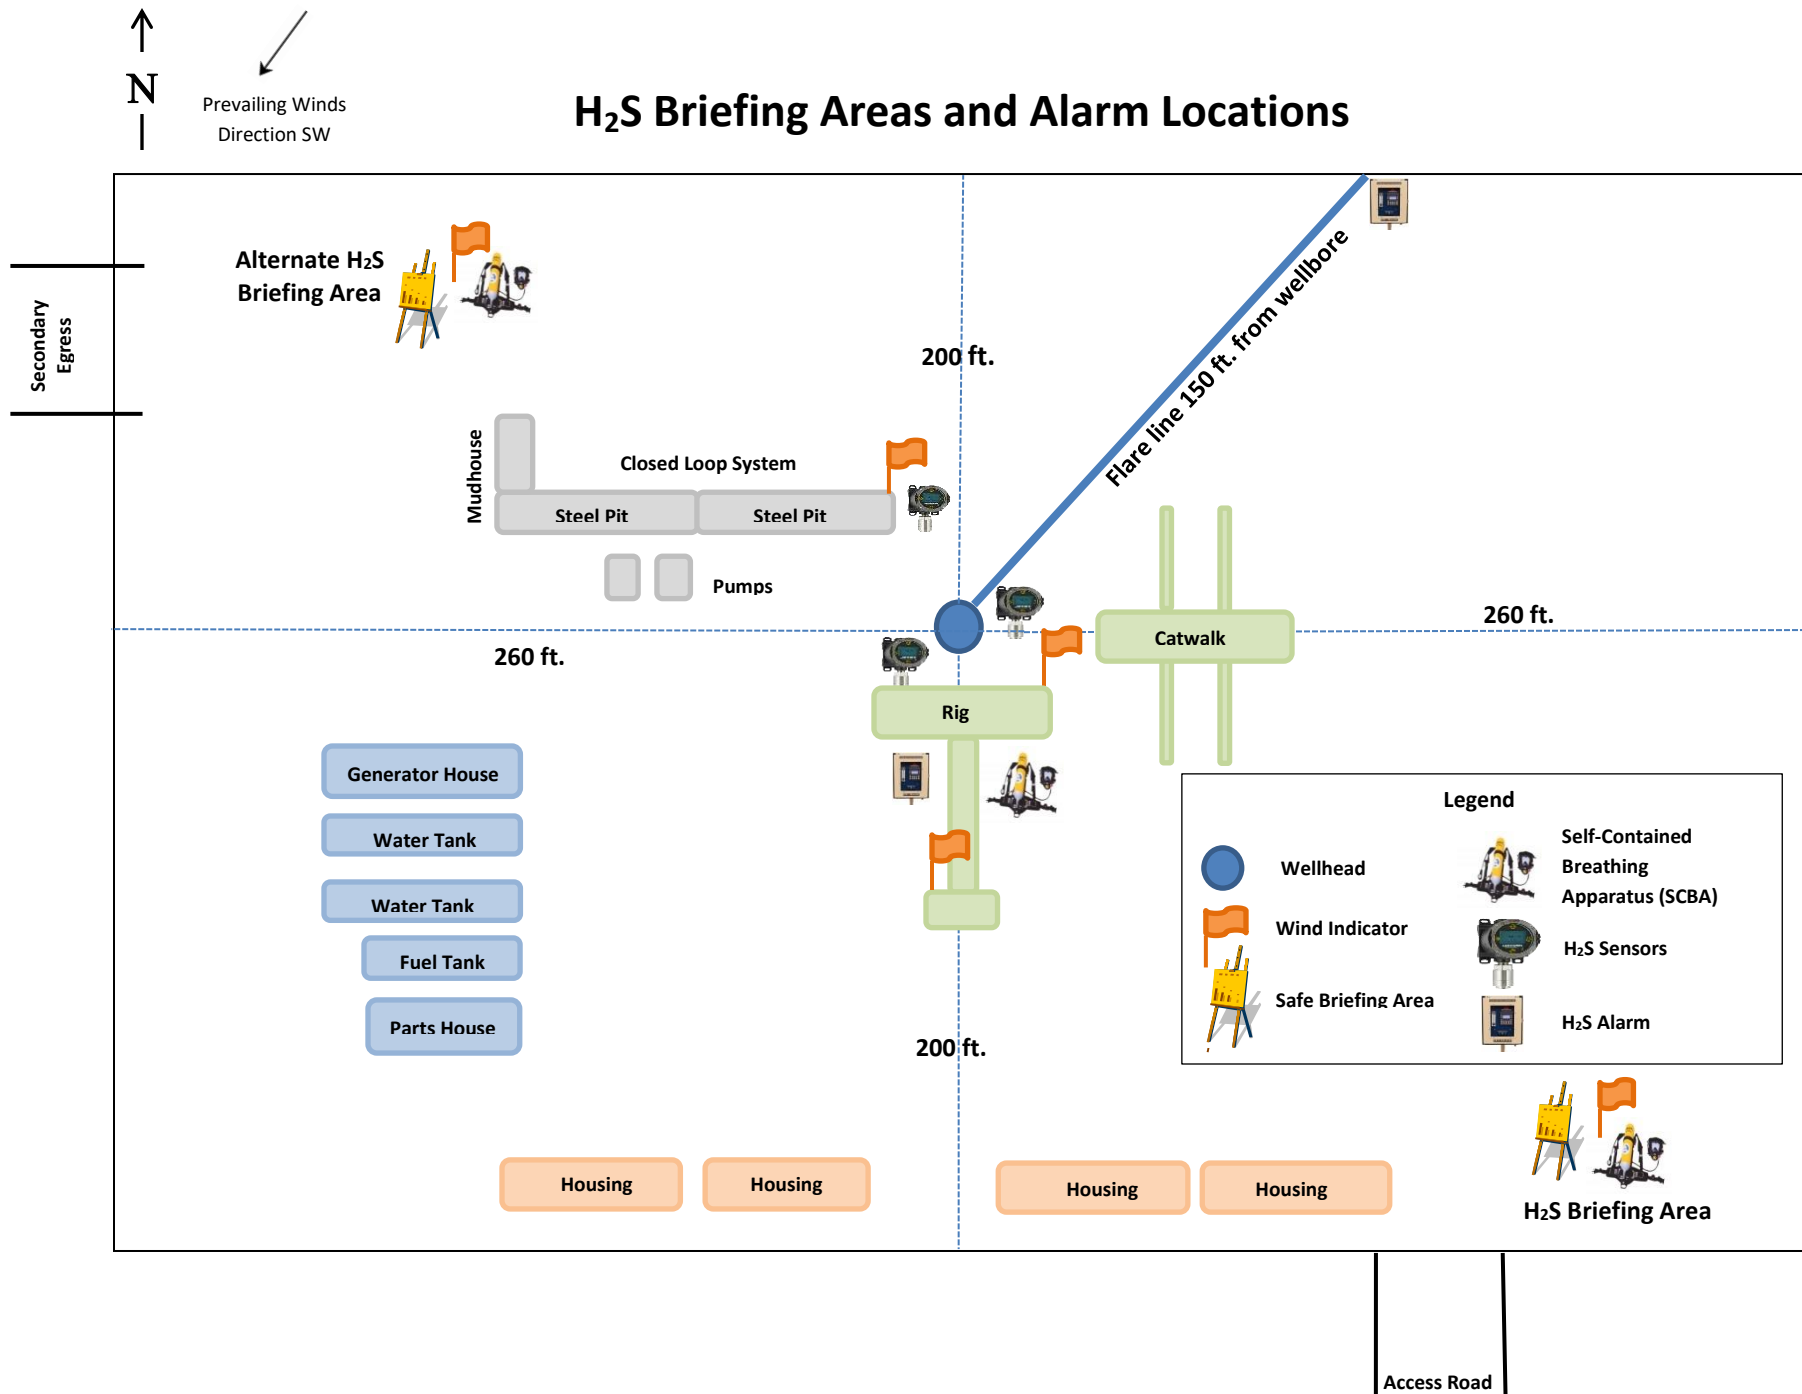 N
Prevailing Winds
Direction SW
H₂S Briefing Areas and Alarm Locations
Alternate H₂S
Briefing Area
Secondary
Egress
200 ft.
Flare line 150 ft. from wellbore
Mudhouse
Closed Loop System
Steel Pit
Steel Pit
Pumps
260 ft.
260 ft.
Catwalk
Rig
Generator House
Water Tank
Water Tank
Fuel Tank
Parts House
200 ft.
Legend
Wellhead
Wind Indicator
Safe Briefing Area
Self-Contained
Breathing
Apparatus (SCBA)
H₂S Sensors
H₂S Alarm
Housing
Housing
Housing
Housing
H₂S Briefing Area
Access Road